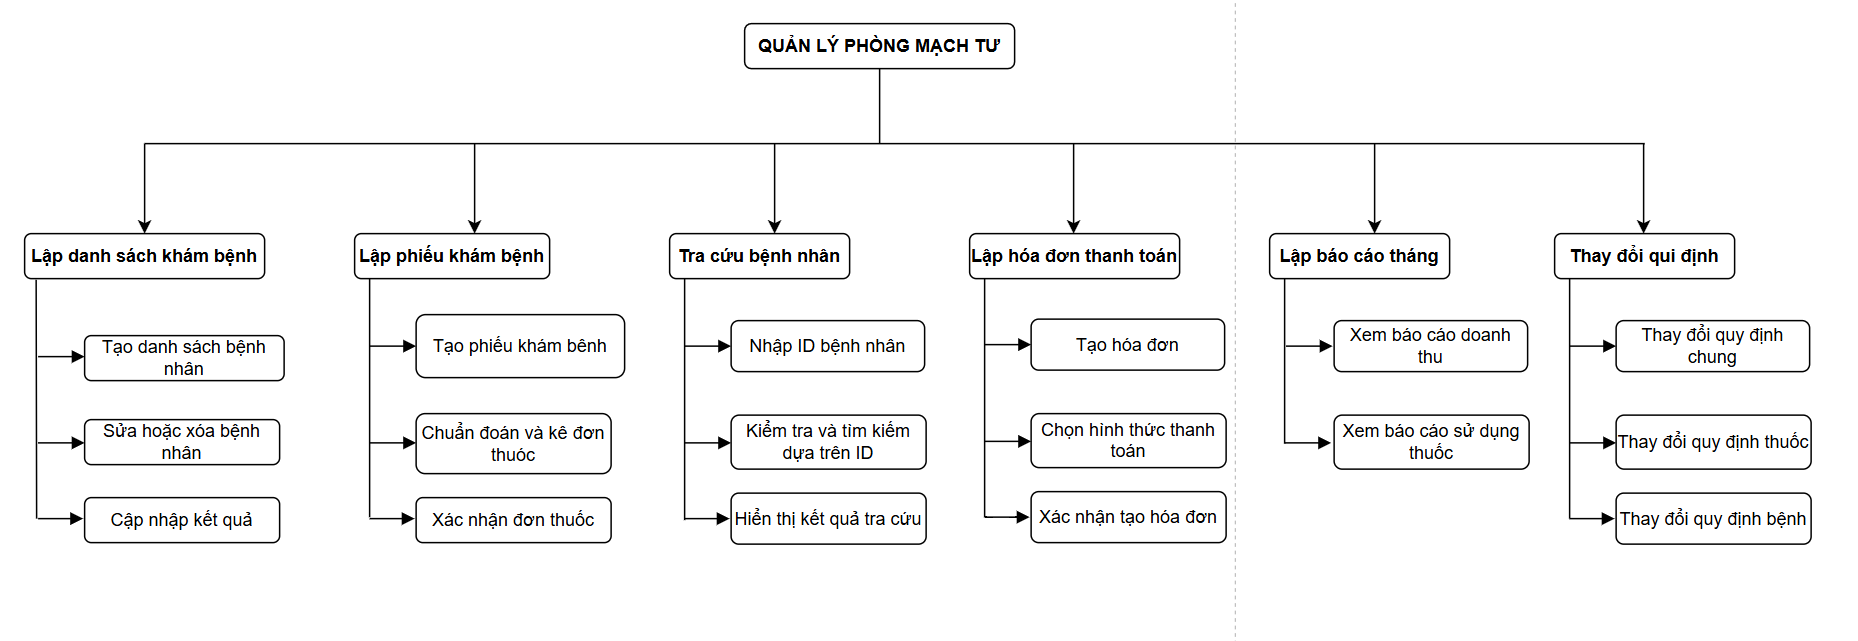 QUẢN LÝ PHÒNG MẠCH TƯ
Lập danh sách khám bệnh
Tạo danh sách bệnh
nhân
Sửa hoặc xóa bệnh
nhân
Cập nhập kết quả
Lập phiếu khám bệnh
Tạo phiếu khám bênh
Chuẩn đoán và kê đơn
thuóc
Xác nhận đơn thuốc
Tra cứu bệnh nhân
Nhập ID bệnh nhân
Kiểm tra và tìm kiếm
dựa trên ID
Hiển thị kết quả tra cứu
Lập hóa đơn thanh toán
Tạo hóa đơn
Chọn hình thức thanh
toán
Xác nhận tạo hóa đơn
Lập báo cáo tháng
Xem báo cáo doanh
thu
Xem báo cáo sử dụng
thuốc
Thay đổi qui định
Thay đổi quy định
chung
Thay đổi quy định thuốc
Thay đổi quy định bệnh